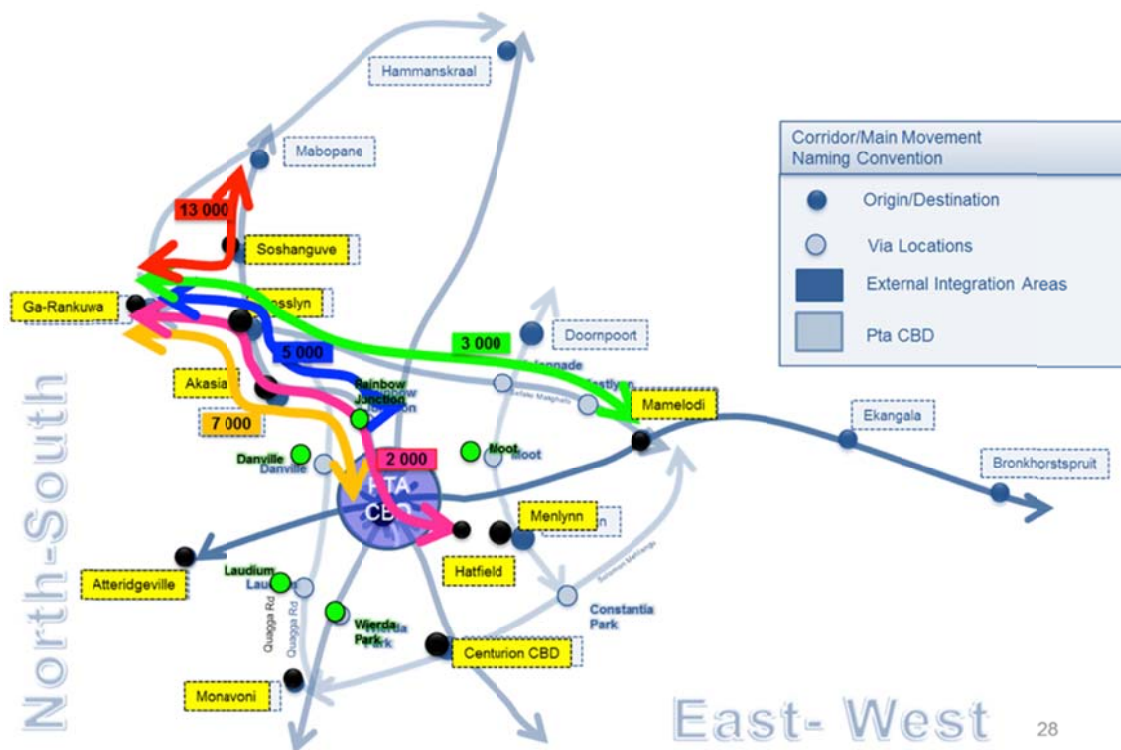 Hammanskraal
Corridor/Main Movement
Naming Convention
Origin/Destination
Via Locations
External Integration Areas
Pta CBD
Mabopane
13 000
Soshanguve
Ga-Rankuwa
osslyn
Doornpoort
3 000
5 000
Akasia
Rainbow
Junction
Mamelodi
7 000
Ekangala
Danville
Danville
2 000
Moot
Moot
Bronkhorstspruit
PTA
CBD
Menlynn
Hatfield
Atteridgeville
Laudium
Quagga Rd
Quagga Rd
Wierda
Park
Constantia
Park
Centurion CBD
Monavoni
North-South
East- West
28